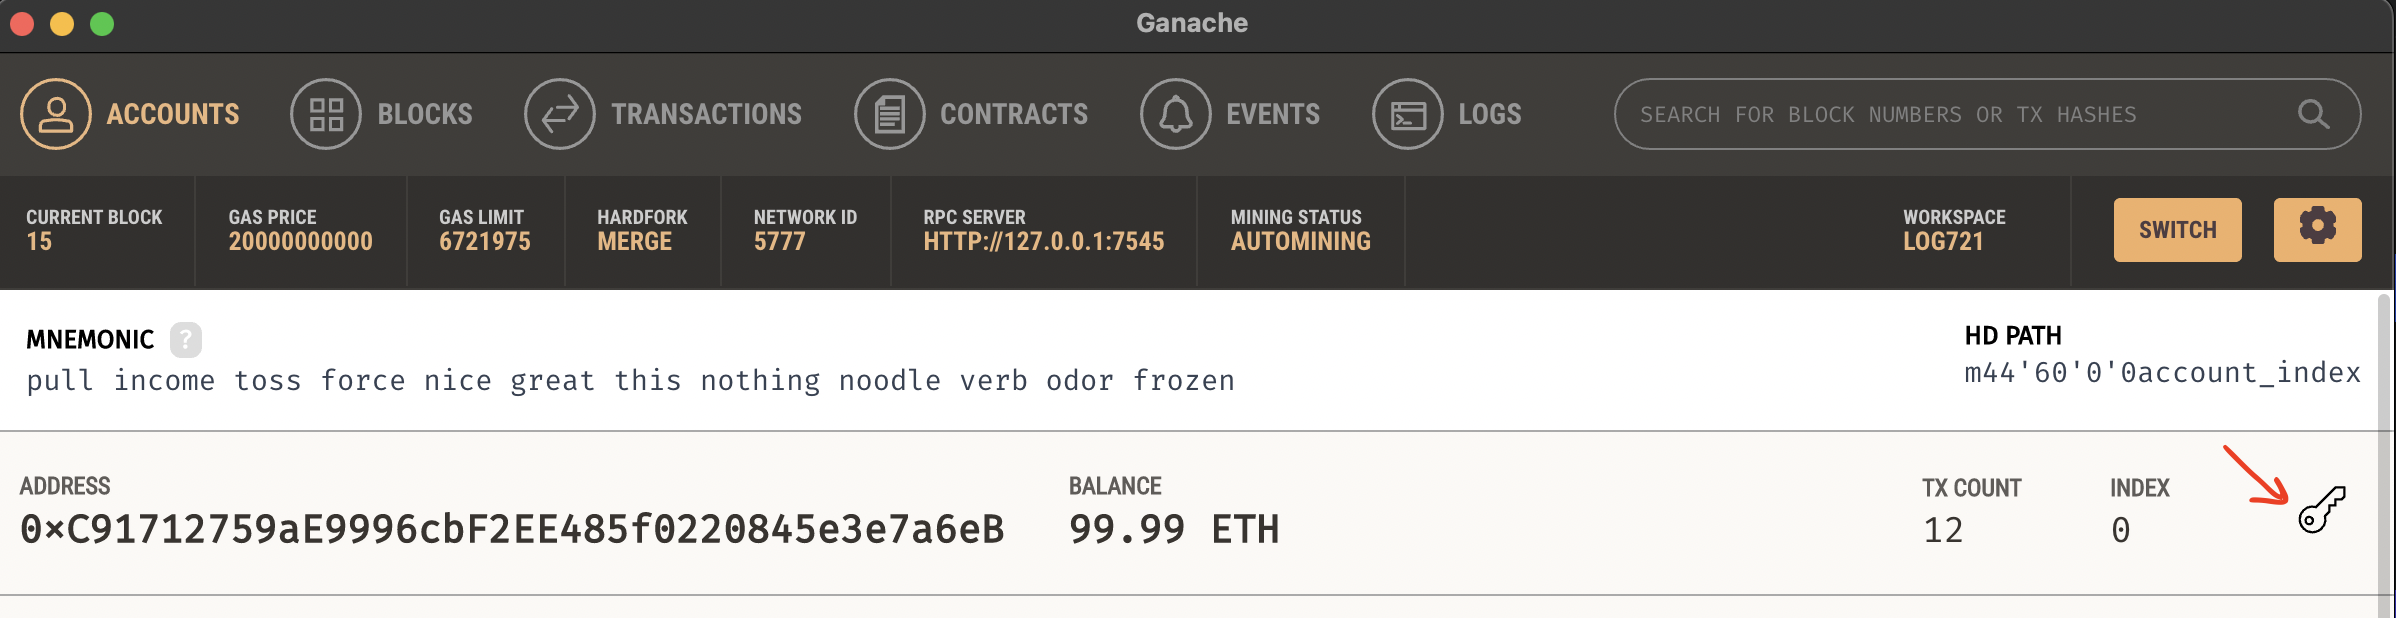 Ganache
ACCOUNTS BLOCKS TRANSACTIONS CONTRACTS EVENTS LOGS SEARCH FOR BLOCK NUMBERS OR TX HASHES
CURRENT BLOCK GAS PRICE GAS LIMIT HARDFORK NETWORK ID RPC SERVER MINING STATUS WORKSPACE
15 20000000000 6721975 MERGE 5777 HTTP://127.0.0.1:7545 AUTOMINING LOG721 SWITCH
MNEMONIC ? HD PATH
pull income toss force nice great this nothing noodle verb odor frozen m44'60'0'0account_index
ADDRESS BALANCE TX COUNT INDEX
0×C91712759aE9996cbF2EE485f0220845e3e7a6eB 99.99 ETH 12 0